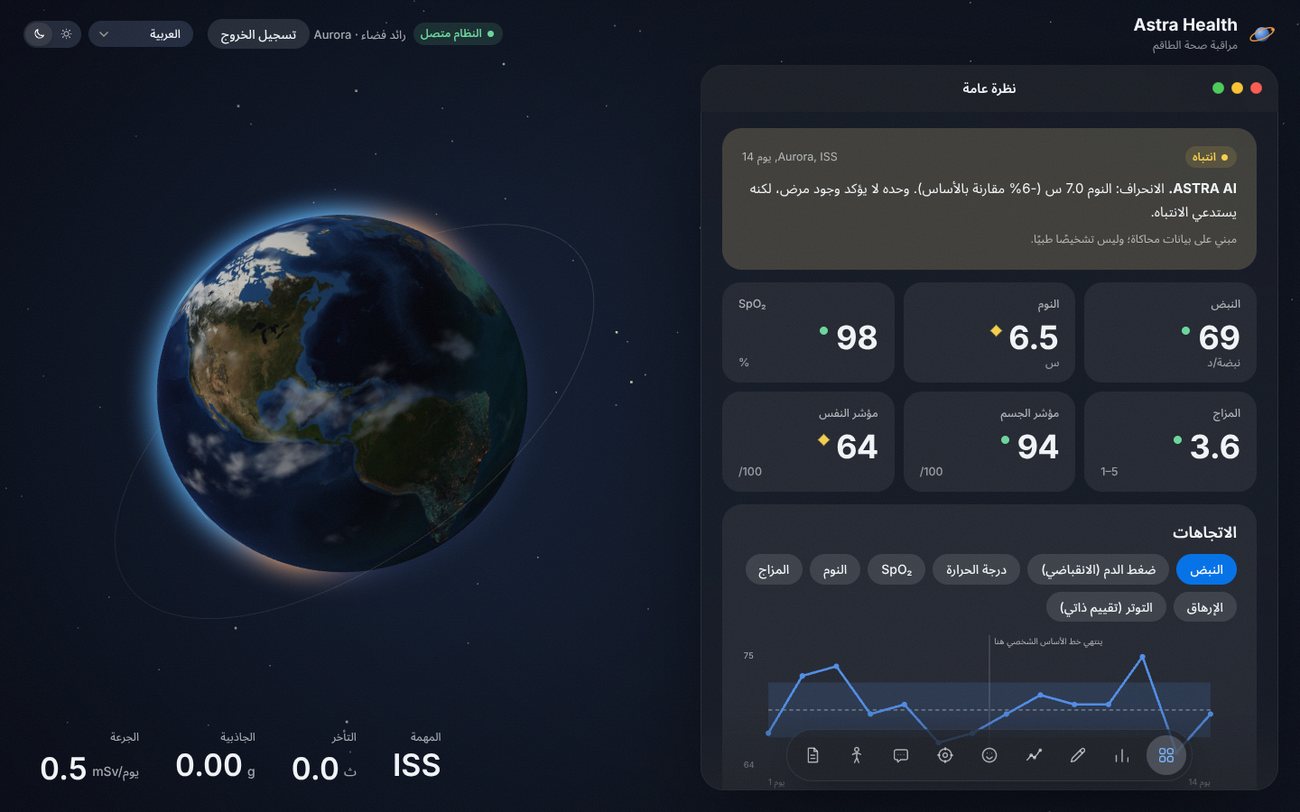 Astra Health
مراقبة صحة الطاقم
النظام متصل
رائد فضاء · Aurora
تسجيل الخروج
العربية
نظرة عامة
انتباه
Aurora, ISS, يوم 14
ASTRA AI. الانحراف: النوم 7.0 س (-6% مقارنة بالأساس). وحده لا يؤكد وجود مرض، لكنه
يستدعي الانتباه.
مبني على بيانات محاكاة؛ وليس تشخيصًا طبيًا.
النبض
69
نبضة/د
النوم
6.5
س
SpO₂
98
%
المزاج
3.6
1–5
مؤشر الجسم
94
/100
مؤشر النفس
64
/100
الاتجاهات
النبض
ضغط الدم (الانقباضي)
درجة الحرارة
SpO₂
النوم
المزاج
الإرهاق
التوتر (تقييم ذاتي)
ينتهي خط الأساس الشخصي هنا
75
64
يوم 1
يوم 14
المهمة
ISS
التأخر
0.0 ث
الجاذبية
0.00 g
الجرعة
0.5 mSv/يوم